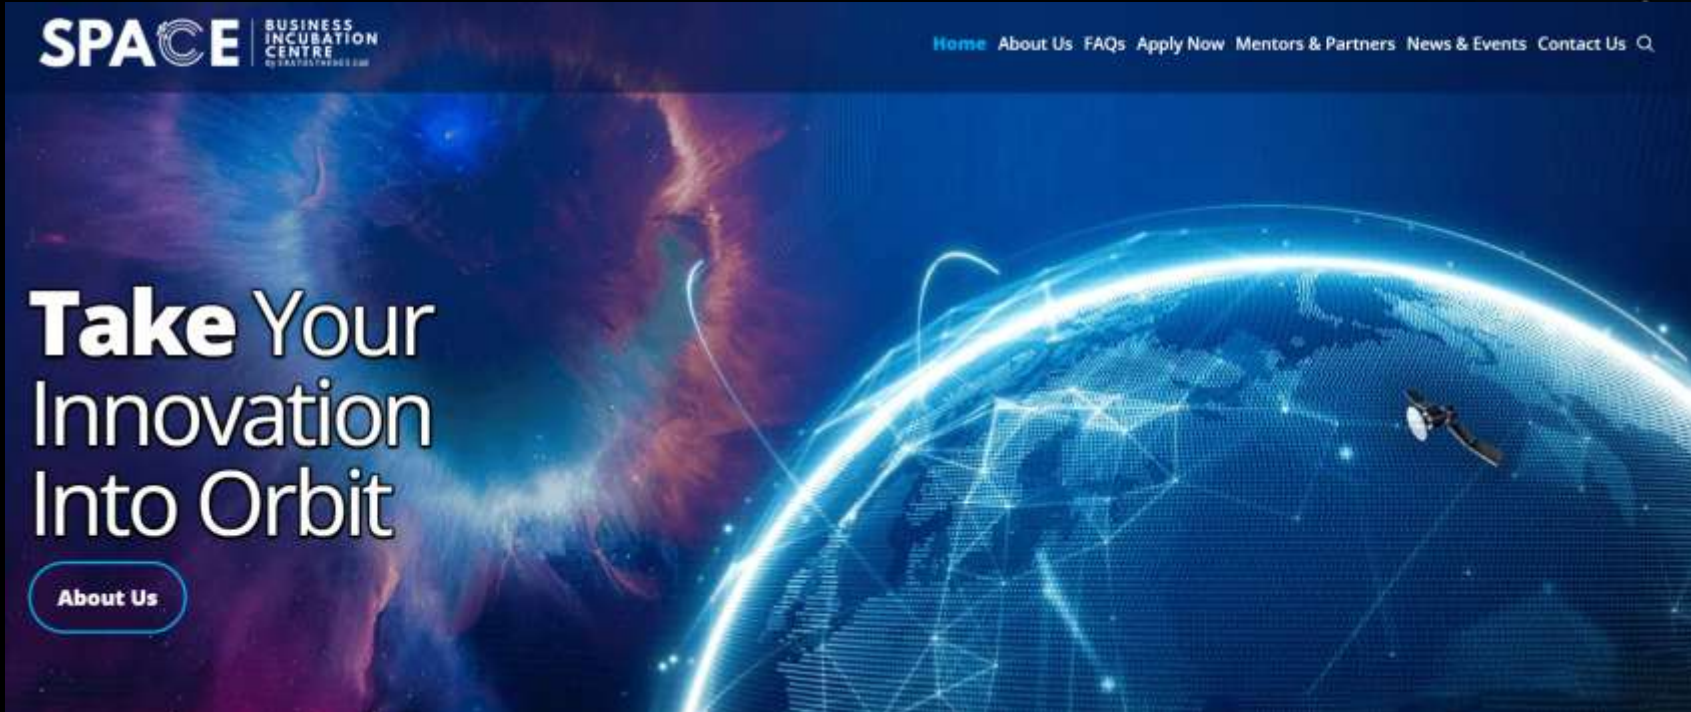 SPACE
BUSINESS
INCUBATION
CENTRE
Home About Us FAQs Apply Now Mentors & Partners News & Events Contact Us
Take Your
Innovation
Into Orbit
About Us